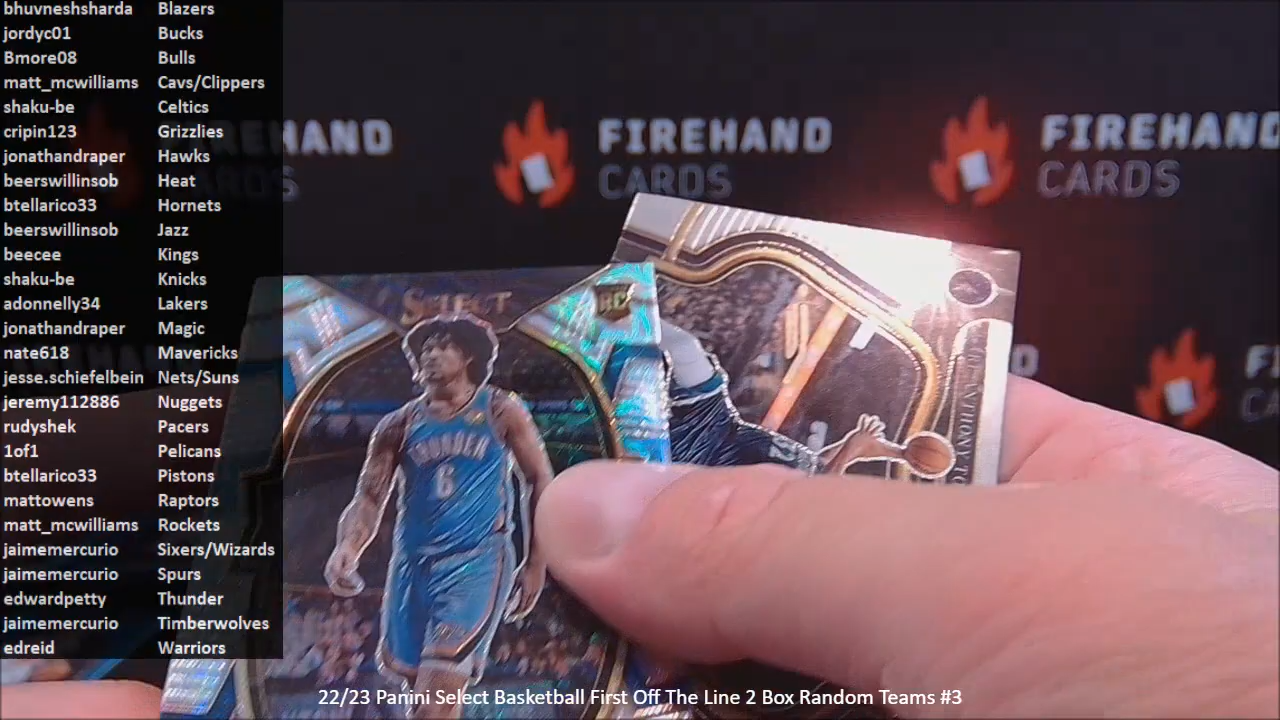 bhuvneshsharda Blazers
jordyc01 Bucks
Bmore08 Bulls
matt_mcwilliams Cavs/Clippers
shaku-be Celtics
cripin123 Grizzlies
jonathandraper Hawks
beerswillinsob Heat
btellarico33 Hornets
beerswillinsob Jazz
beecee Kings
shaku-be Knicks
adonnelly34 Lakers
jonathandraper Magic
nate618 Mavericks
jesse.schiefelbein Nets/Suns
jeremy112886 Nuggets
rudyshek Pacers
1of1 Pelicans
btellarico33 Pistons
mattowens Raptors
matt_mcwilliams Rockets
jaimemercurio Sixers/Wizards
jaimemercurio Spurs
edwardpetty Thunder
jaimemercurio Timberwolves
edreid Warriors
FIREHAND
CARDS
FIREHAND
CARDS
SELECT
RC
THUNDER
6
ANTHONY
22/23 Panini Select Basketball First Off The Line 2 Box Random Teams #3